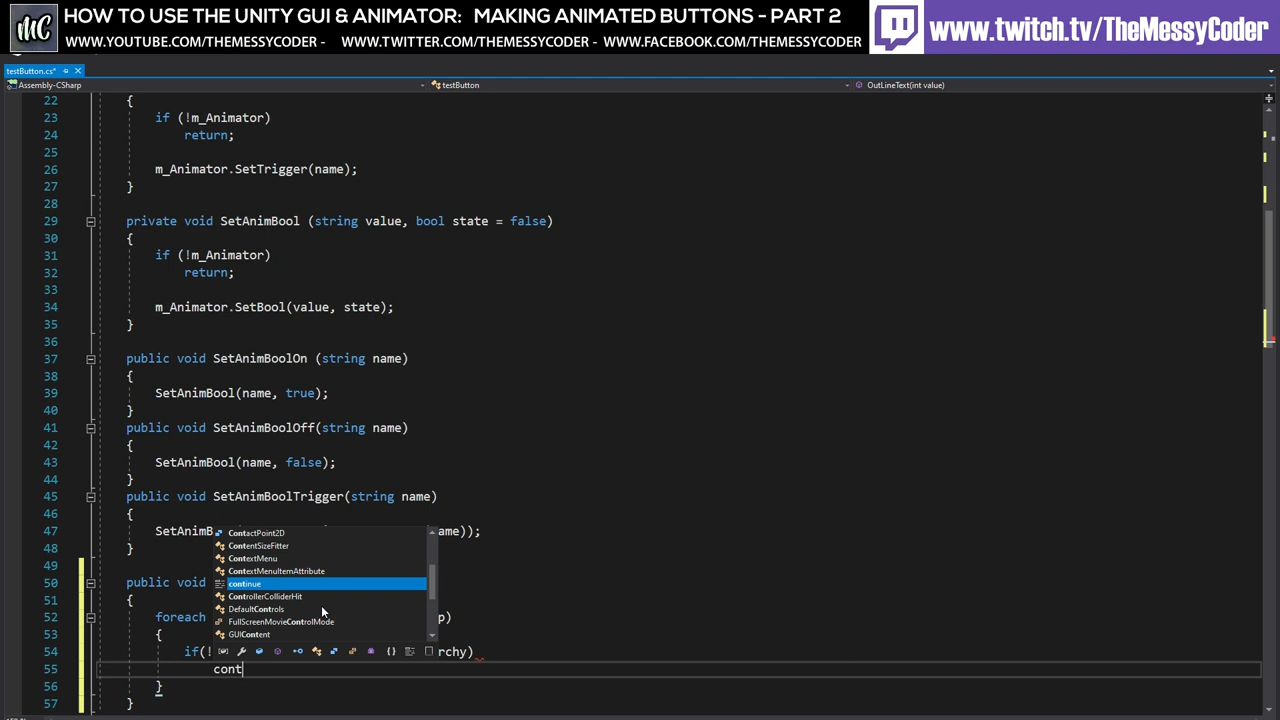 HOW TO USE THE UNITY GUI & ANIMATOR: MAKING ANIMATED BUTTONS - PART 2
MC
WWW.YOUTUBE.COM/THEMESSYCODER - WWW.TWITTER.COM/THEMESSYCODER - WWW.FACEBOOK.COM/THEMESSYCODER
www.twitch.tv/TheMessyCoder
testButton.cs*
Assembly-CSharp testButton OutLineText(int value)
22 {
23 if (!m_Animator)
24 return;
25
26 m_Animator.SetTrigger(name);
27 }
28
29 private void SetAnimBool (string value, bool state = false)
30 {
31 if (!m_Animator)
32 return;
33
34 m_Animator.SetBool(value, state);
35 }
36
37 public void SetAnimBoolOn (string name)
38 {
39 SetAnimBool(name, true);
40 }
41 public void SetAnimBoolOff(string name)
42 {
43 SetAnimBool(name, false);
44 }
45 public void SetAnimBoolTrigger(string name)
46 {
47 SetAnimB ame));
48 }
49
50 public void
51 {
52 foreach p)
53 {
54 if(! rchy)
55 cont
56 }
57 }
ContactPoint2D
ContentSizeFitter
ContextMenu
ContextMenuItemAttribute
continue
ControllerColliderHit
DefaultControls
FullScreenMovieControlMode
GUIContent